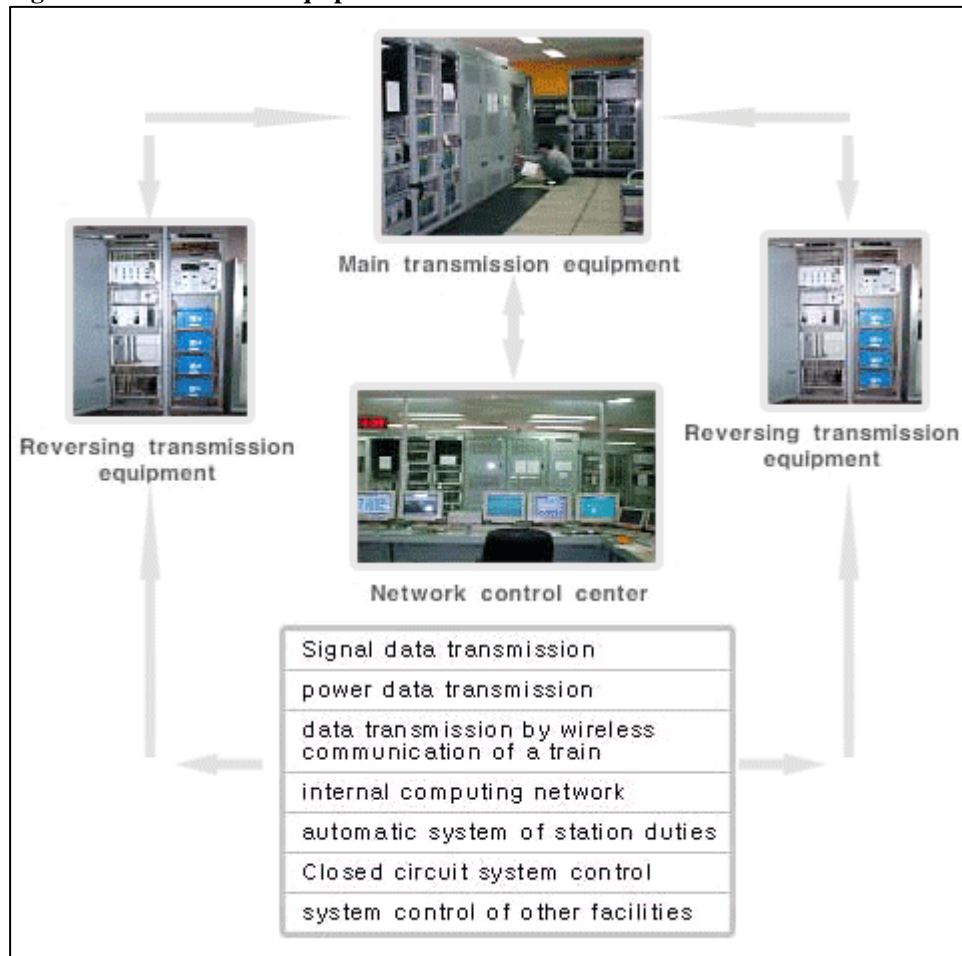 Main transmission equipment
Reversing transmission
equipment
Reversing transmission
equipment
Network control center
Signal data transmission
power data transmission
data transmission by wireless
communication of a train
internal computing network
automatic system of station duties
Closed circuit system control
system control of other facilities